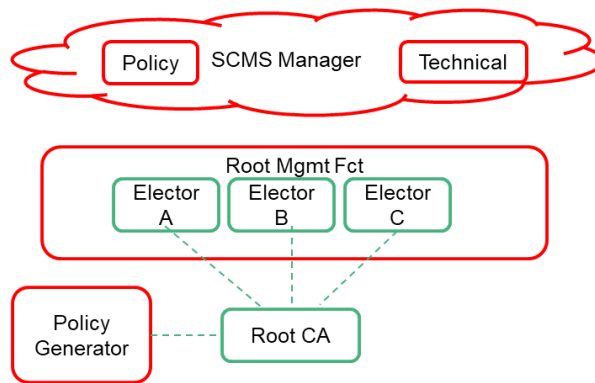 Policy SCMS Manager Technical
Root Mgmt Fct
Elector Elector Elector
A B C
Policy
Generator
Root CA